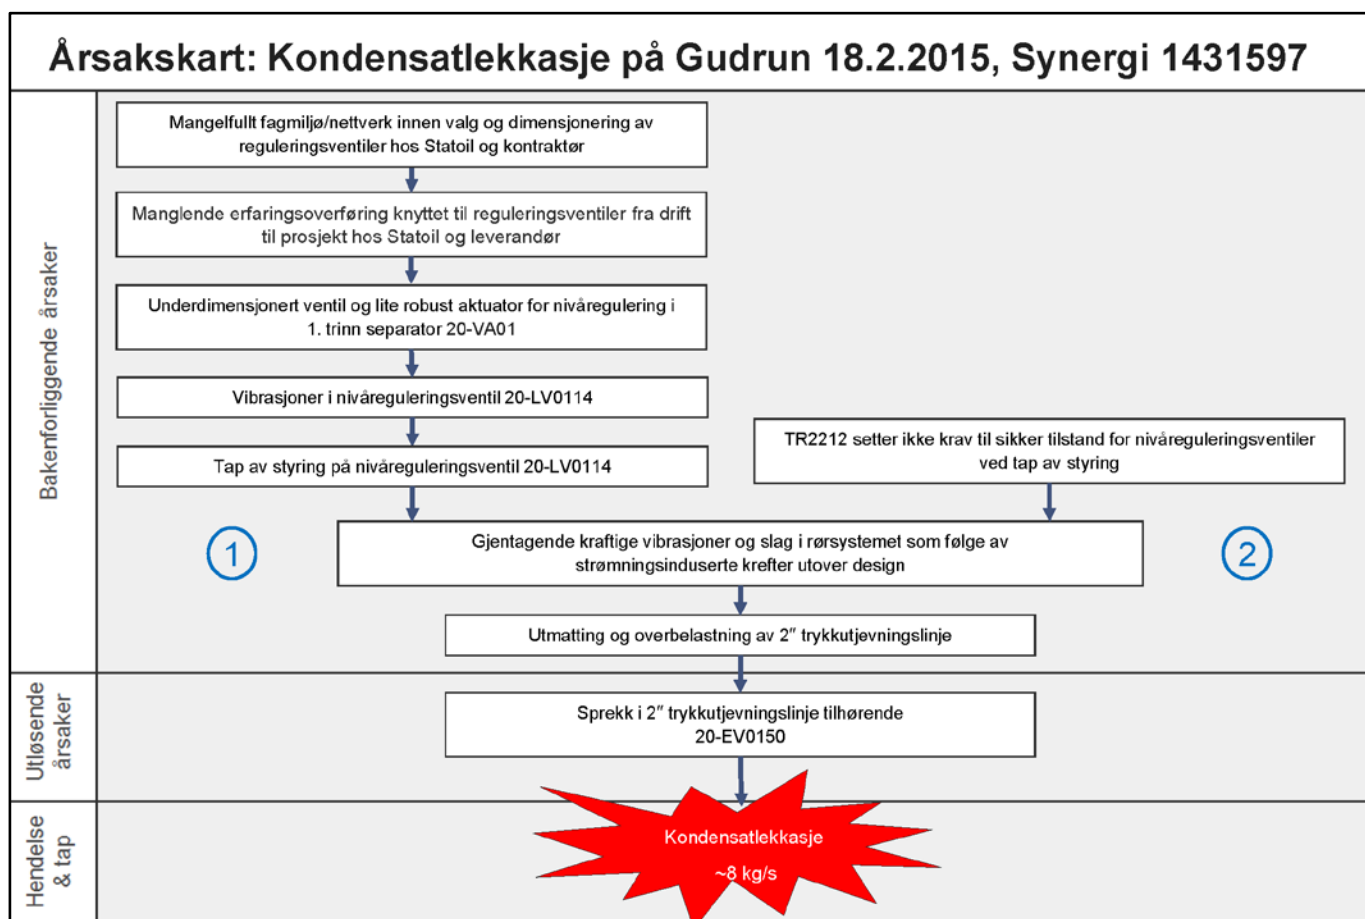 Årsakskart: Kondensatlekkasje på Gudrun 18.2.2015, Synergi 1431597
Bakenforliggende årsaker
Mangelfullt fagmiljø/nettverk innen valg og dimensjonering av
reguleringsventiler hos Statoil og kontraktør
Manglende erfaringsoverføring knyttet til reguleringsventiler fra drift
til prosjekt hos Statoil og leverandør
Underdimensjonert ventil og lite robust aktuator for nivåregulering i
1. trinn separator 20-VA01
Vibrasjoner i nivåreguleringsventil 20-LV0114
Tap av styring på nivåreguleringsventil 20-LV0114
TR2212 setter ikke krav til sikker tilstand for nivåreguleringsventiler
ved tap av styring
1
Gjentagende kraftige vibrasjoner og slag i rørsystemet som følge av
strømningsinduserte krefter utover design
2
Utmatting og overbelastning av 2″ trykkutjevningslinje
Utløsende
årsaker
Sprekk i 2″ trykkutjevningslinje tilhørende
20-EV0150
Hendelse
& tap
Kondensatlekkasje
~8 kg/s